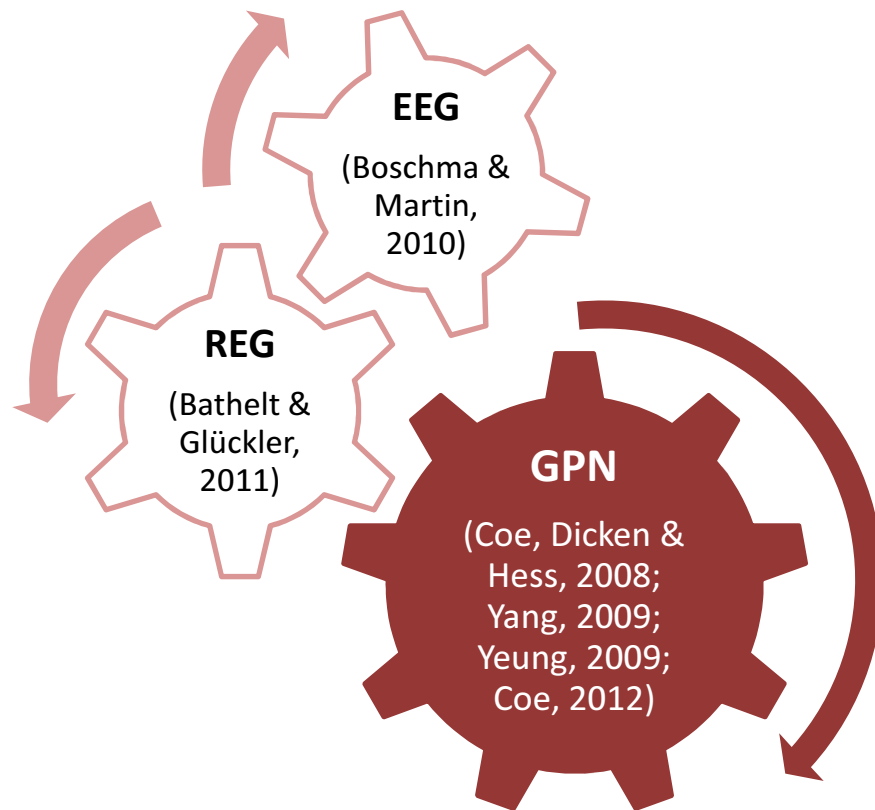 EEG
(Boschma &
Martin,
2010)
REG
(Bathelt &
Glückler,
2011)
GPN
(Coe, Dicken &
Hess, 2008;
Yang, 2009;
Yeung, 2009;
Coe, 2012)